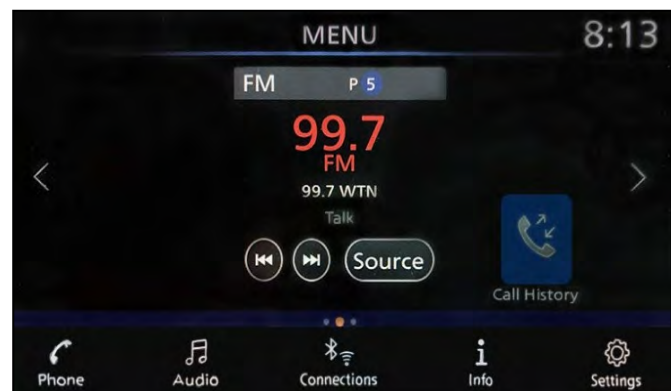 MENU 8:13
FM P 5
99.7
FM
99.7 WTN
Talk
Source
Call History
Phone Audio Connections Info Settings